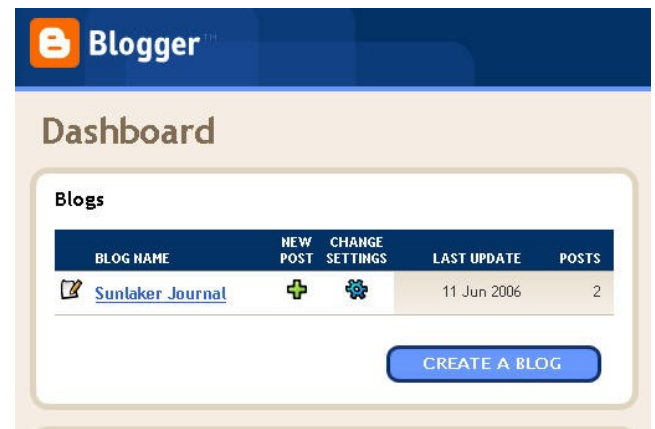 Blogger™
Dashboard
Blogs
BLOG NAME NEW POST CHANGE SETTINGS LAST UPDATE POSTS
Sunlaker Journal 11 Jun 2006 2
CREATE A BLOG